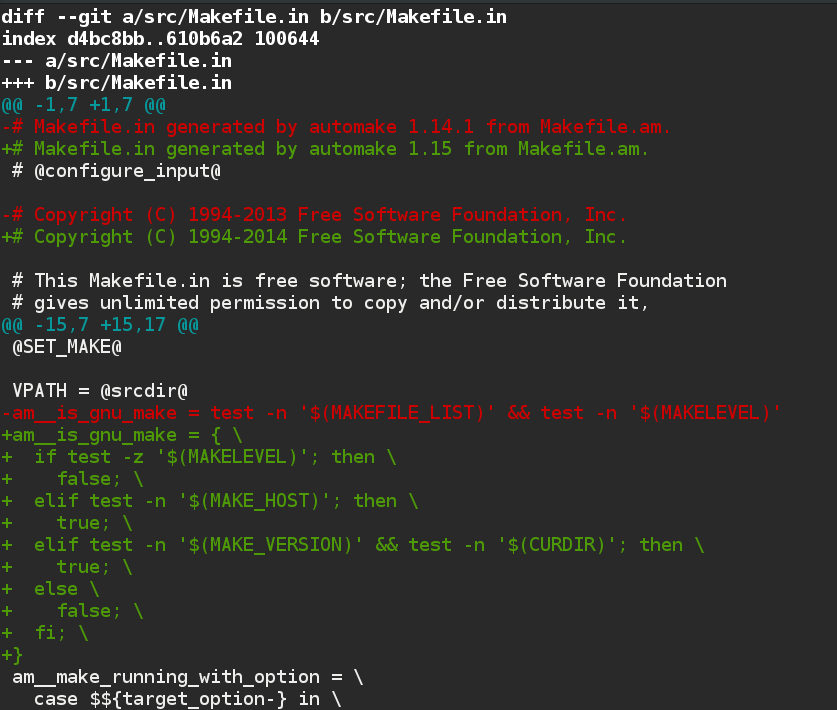 diff --git a/src/Makefile.in b/src/Makefile.in
index d4bc8bb..610b6a2 100644
--- a/src/Makefile.in
+++ b/src/Makefile.in
@@ -1,7 +1,7 @@
-# Makefile.in generated by automake 1.14.1 from Makefile.am.
+# Makefile.in generated by automake 1.15 from Makefile.am.
 # @configure_input@

-# Copyright (C) 1994-2013 Free Software Foundation, Inc.
+# Copyright (C) 1994-2014 Free Software Foundation, Inc.

 # This Makefile.in is free software; the Free Software Foundation
 # gives unlimited permission to copy and/or distribute it,
@@ -15,7 +15,17 @@
 @SET_MAKE@

 VPATH = @srcdir@
-am__is_gnu_make = test -n '$(MAKEFILE_LIST)' && test -n '$(MAKELEVEL)'
+am__is_gnu_make = { \
+  if test -z '$(MAKELEVEL)'; then \
+    false; \
+  elif test -n '$(MAKE_HOST)'; then \
+    true; \
+  elif test -n '$(MAKE_VERSION)' && test -n '$(CURDIR)'; then \
+    true; \
+  else \
+    false; \
+  fi; \
+}
 am__make_running_with_option = \
   case $${target_option-} in \